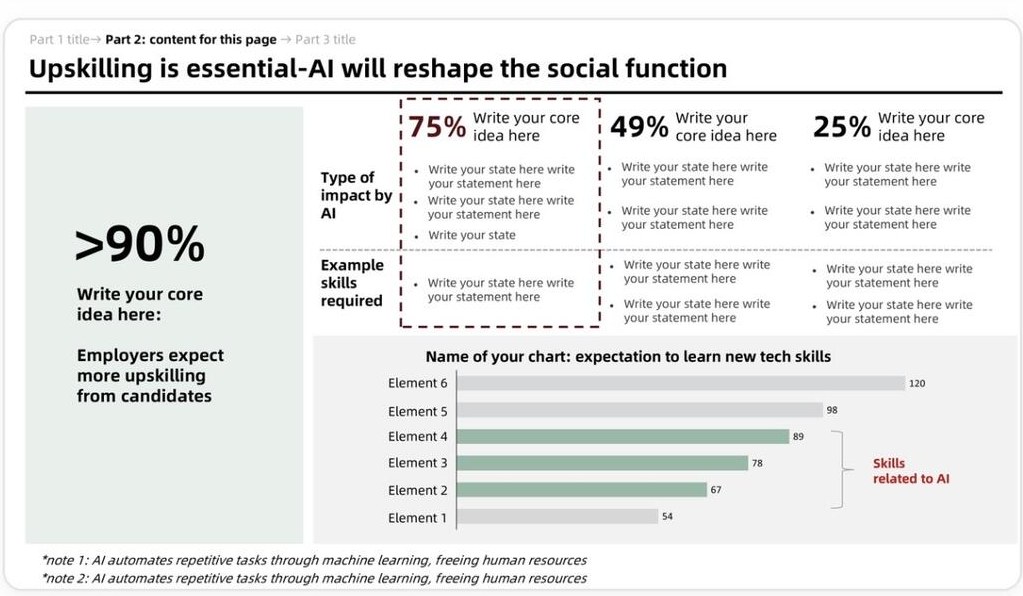 Part 1 title→ Part 2: content for this page → Part 3 title
Upskilling is essential-AI will reshape the social function
>90%
Write your core
idea here:
Employers expect
more upskilling
from candidates
75% Write your core
idea here
49% Write your
core idea here
25% Write your core
idea here
Type of
impact by
AI
• Write your state here write
your statement here
• Write your state here write
your statement here
• Write your state
• Write your state here write
your statement here
• Write your state here write
your statement here
• Write your state here write
your statement here
• Write your state here write
your statement here
Example
skills
required
• Write your state here write
your statement here
• Write your state here write
your statement here
• Write your state here write
your statement here
• Write your state here write
your statement here
• Write your state here write
your statement here
Name of your chart: expectation to learn new tech skills
Element 6 120
Element 5 98
Element 4 89
Element 3 78
Element 2 67
Element 1 54
Skills
related to AI
*note 1: AI automates repetitive tasks through machine learning, freeing human resources
*note 2: AI automates repetitive tasks through machine learning, freeing human resources